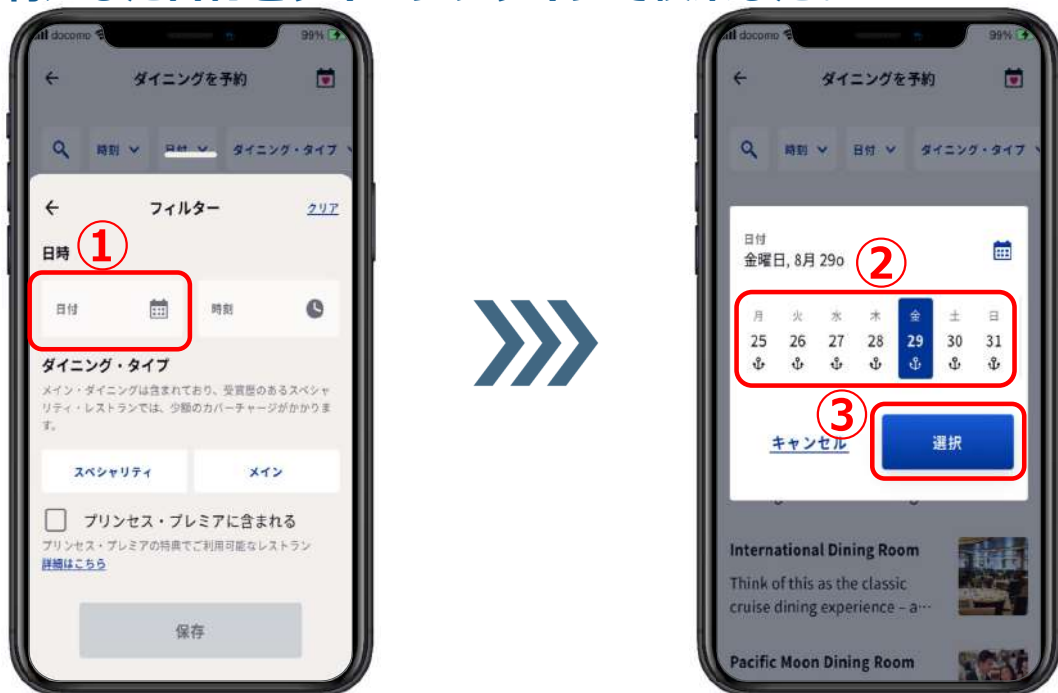 docomo
99%
ダイニングを予約
時刻
日付
ダイニング・タイプ
フィルター
クリア
日時
①
日付
時刻
ダイニング・タイプ
メイン・ダイニングは含まれており、受賞歴のあるスペシャ
リティ・レストランでは、少額のカバーチャージがかかりま
す。
スペシャリティ
メイン
プリンセス・プレミアに含まれる
プリンセス・プレミアの特典でご利用可能なレストラン
詳細はこちら
保存
docomo
99%
ダイニングを予約
時刻
日付
ダイニング・タイプ
日付
金曜日, 8月 29o
②
月 火 水 木 金 土 日
25 26 27 28 29 30 31
③
キャンセル
選択
International Dining Room
Think of this as the classic
cruise dining experience – a…
Pacific Moon Dining Room